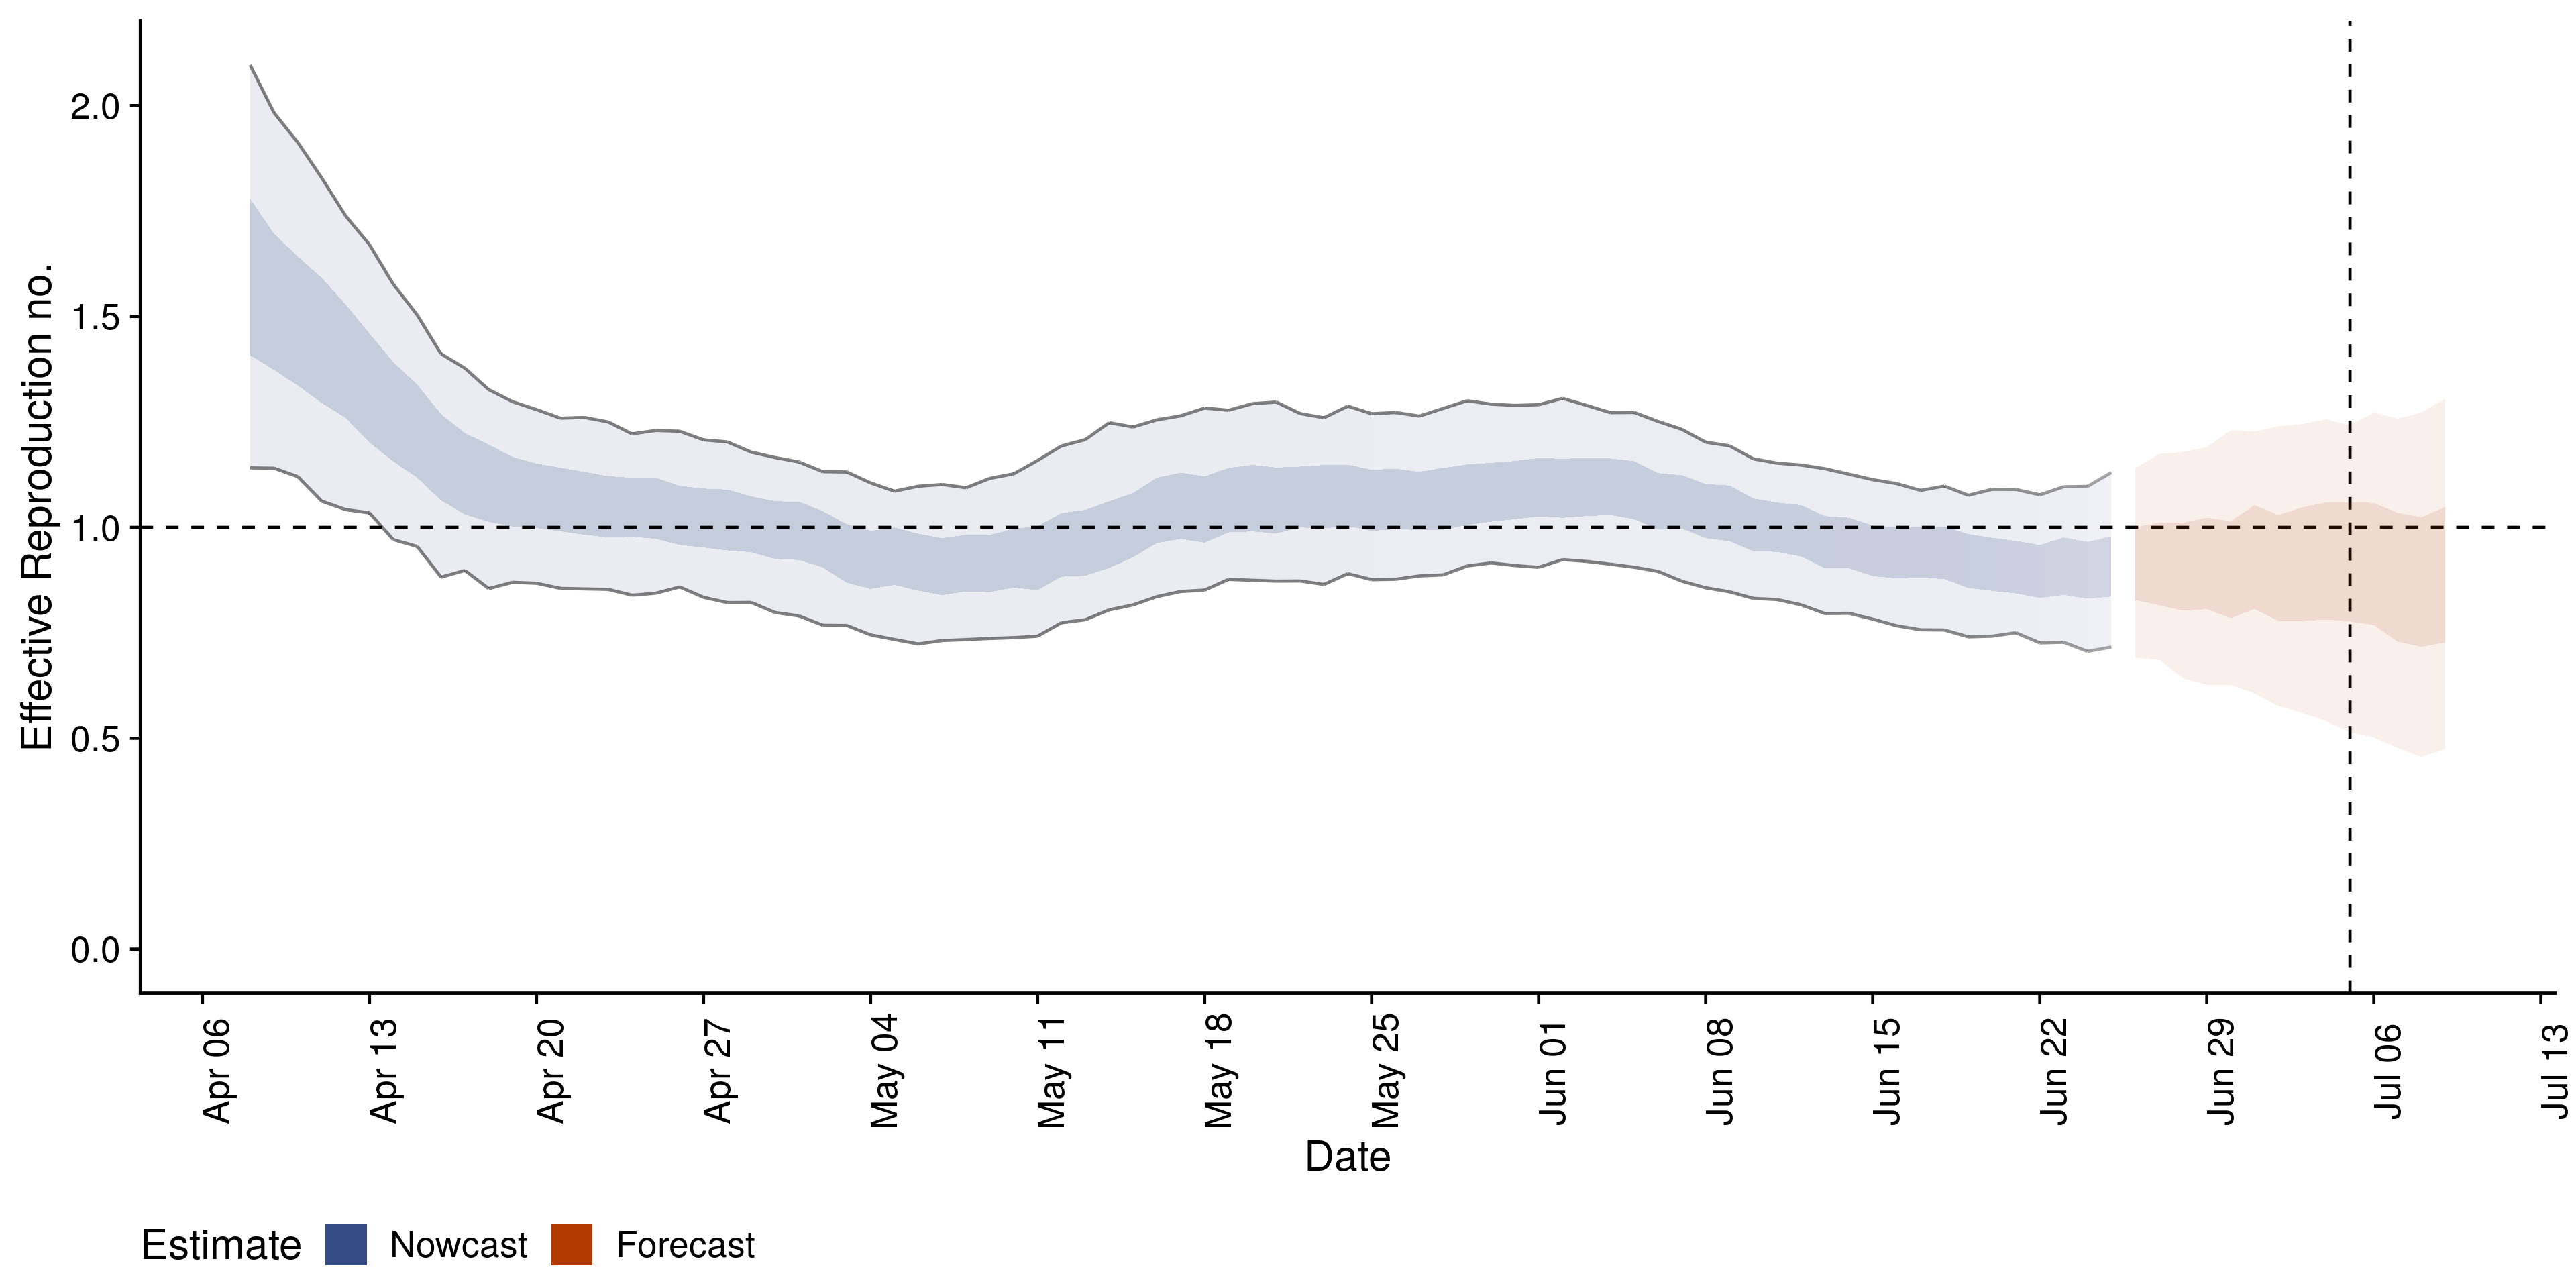 Effective Reproduction no.
2.0
1.5
1.0
0.5
0.0
Apr 06
Apr 13
Apr 20
Apr 27
May 04
May 11
May 18
May 25
Jun 01
Jun 08
Jun 15
Jun 22
Jun 29
Jul 06
Jul 13
Date
Estimate Nowcast Forecast